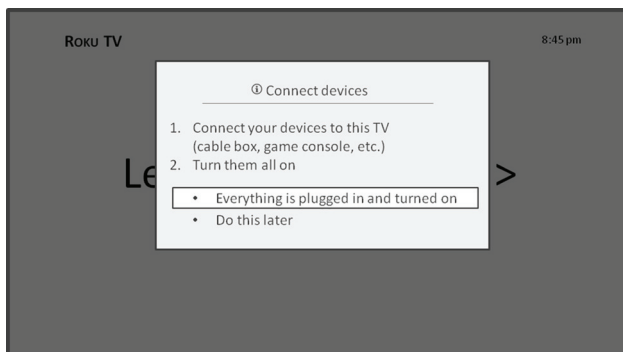 Roku TV
8:45 pm
ⓘ Connect devices
1. Connect your devices to this TV
(cable box, game console, etc.)
2. Turn them all on
• Everything is plugged in and turned on
• Do this later
>